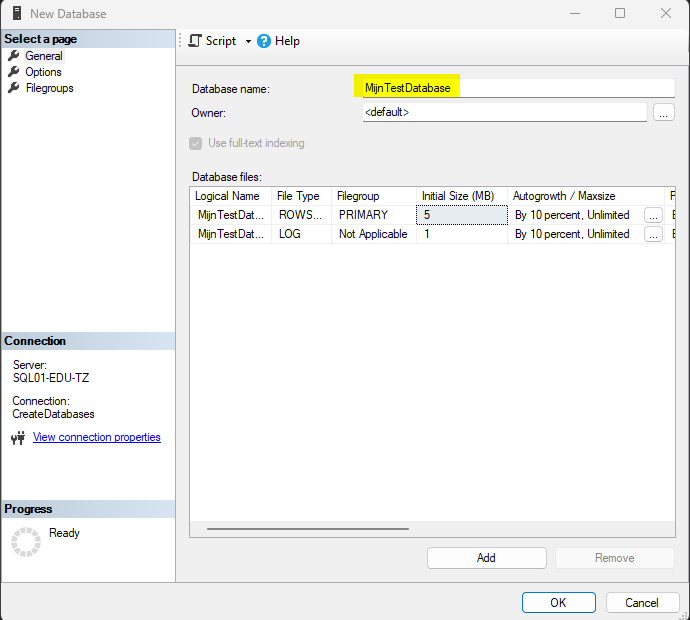 New Database
Select a page
General
Options
Filegroups
Script
Help
Database name:
MijnTestDatabase
Owner:
<default>
...
Use full-text indexing
Database files:
Logical Name File Type Filegroup Initial Size (MB) Autogrowth / Maxsize
MijnTestDat... ROWS... PRIMARY 5 By 10 percent, Unlimited ...
MijnTestDat... LOG Not Applicable 1 By 10 percent, Unlimited ...
Connection
Server:
SQL01-EDU-TZ
Connection:
CreateDatabases
View connection properties
Progress
Ready
Add Remove
OK Cancel